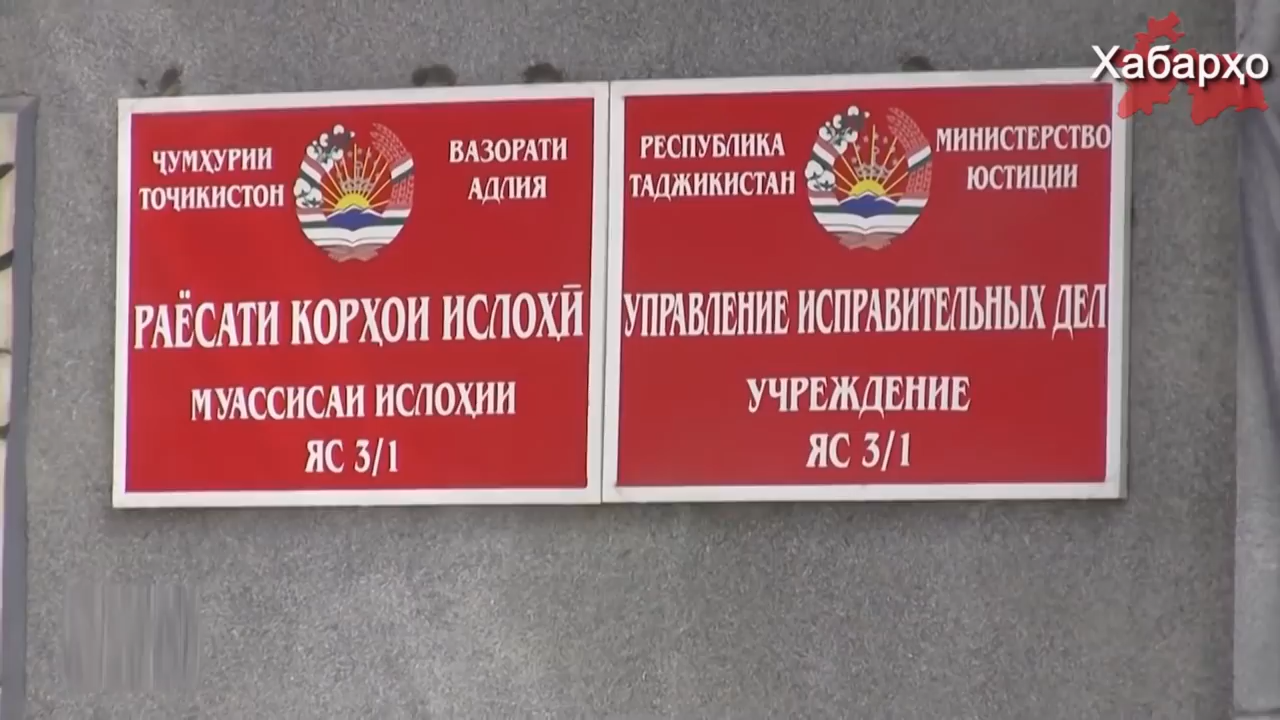 Хабарҳо
ҶУМҲУРИИ
ТОҶИКИСТОН
ВАЗОРАТИ
АДЛИЯ
РАЁСАТИ КОРҲОИ ИСЛОҲӢ
МУАССИСАИ ИСЛОҲИИ
ЯС 3/1
РЕСПУБЛИКА
ТАДЖИКИСТАН
МИНИСТЕРСТВО
ЮСТИЦИИ
УПРАВЛЕНИЕ ИСПРАВИТЕЛЬНЫХ ДЕЛ
УЧРЕЖДЕНИЕ
ЯС 3/1